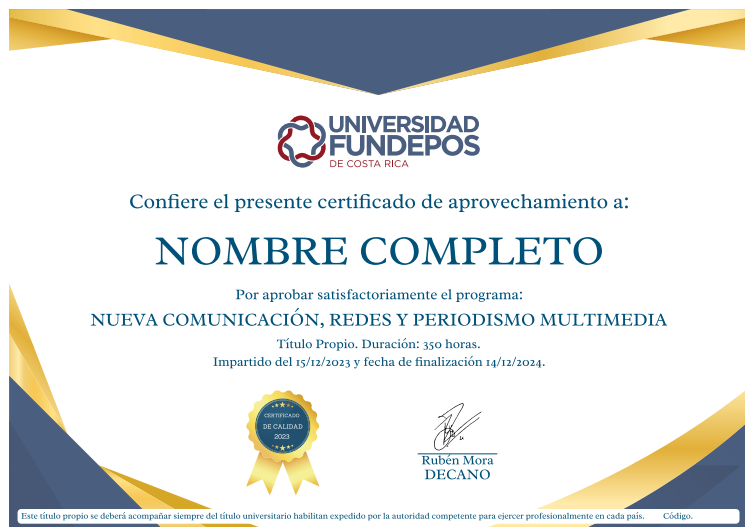 UNIVERSIDAD
FUNDEPOS
DE COSTA RICA
Confiere el presente certificado de aprovechamiento a:
NOMBRE COMPLETO
Por aprobar satisfactoriamente el programa:
NUEVA COMUNICACIÓN, REDES Y PERIODISMO MULTIMEDIA
Título Propio. Duración: 350 horas.
Impartido del 15/12/2023 y fecha de finalización 14/12/2024.
CERTIFICADO
DE CALIDAD
2023
Rubén Mora
DECANO
Este título propio se deberá acompañar siempre del título universitario habilitan expedido por la autoridad competente para ejercer profesionalmente en cada país. Código.